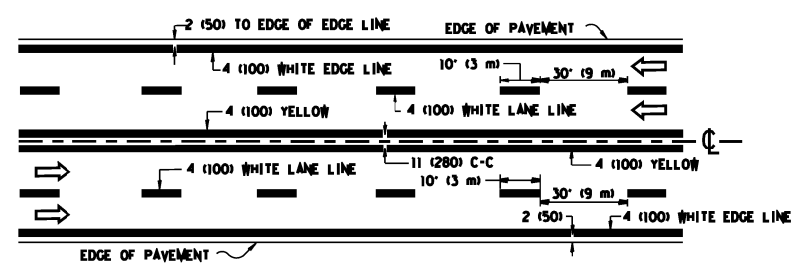 2 (50) TO EDGE OF EDGE LINE
EDGE OF PAVEMENT
4 (100) WHITE EDGE LINE
10' (3 m)
30' (9 m)
4 (100) YELLOW
4 (100) WHITE LANE LINE
℄
11 (280) C-C
4 (100) YELLOW
4 (100) WHITE LANE LINE
10' (3 m)
30' (9 m)
2 (50)
4 (100) WHITE EDGE LINE
EDGE OF PAVEMENT